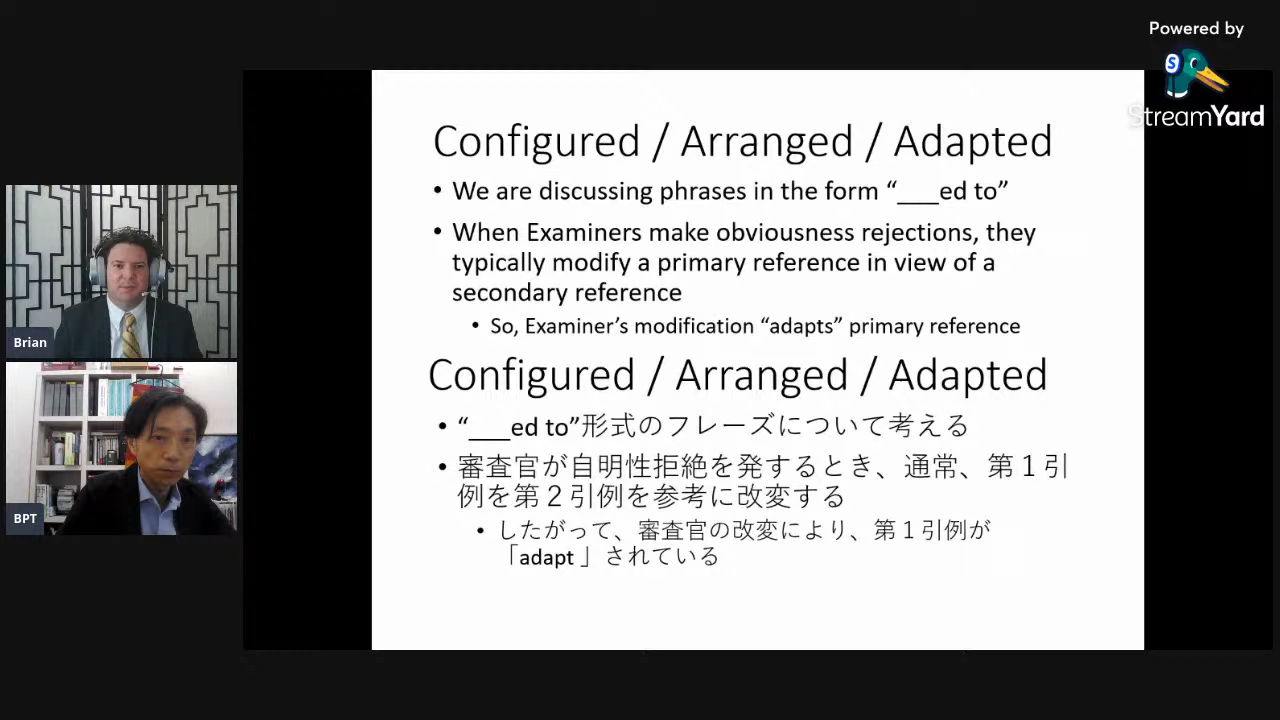 Powered by
StreamYard
Configured / Arranged / Adapted
• We are discussing phrases in the form “___ed to”
• When Examiners make obviousness rejections, they
typically modify a primary reference in view of a
secondary reference
• So, Examiner’s modification “adapts” primary reference
Configured / Arranged / Adapted
• “___ed to”形式のフレーズについて考える
• 審査官が自明性拒絶を発するとき、通常、第１引
例を第２引例を参考に改変する
• したがって、審査官の改変により、第１引例が
「adapt 」されている
Brian
BPT